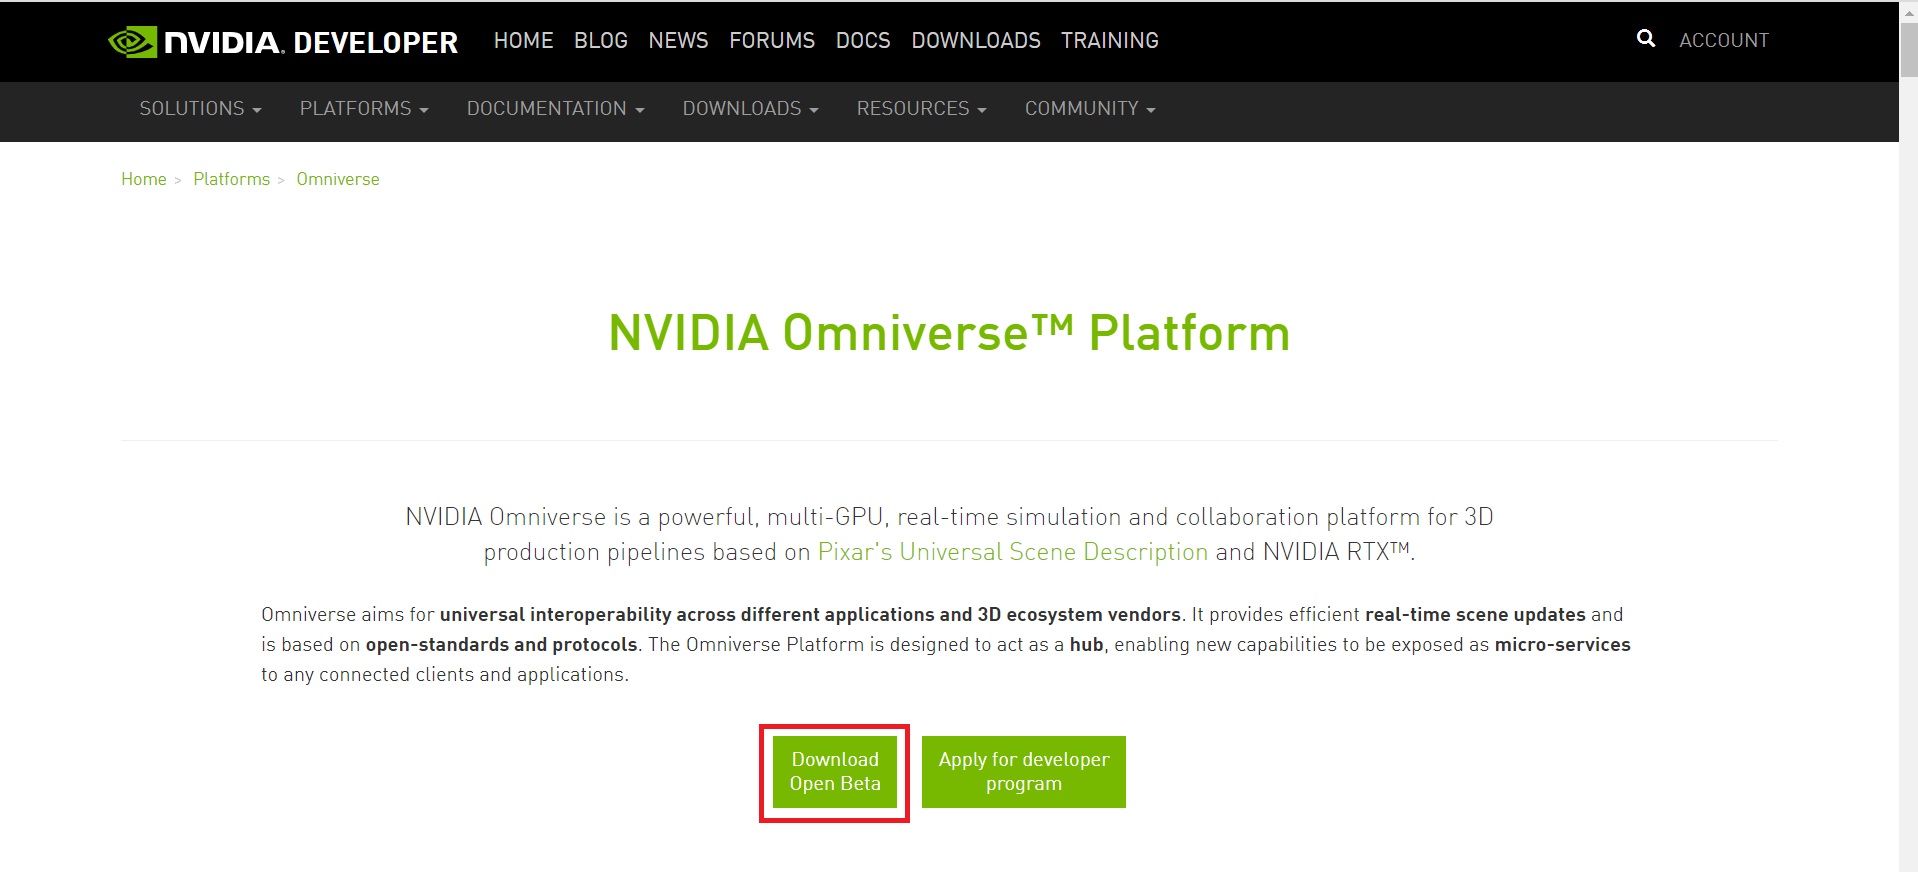 NVIDIA. DEVELOPER HOME BLOG NEWS FORUMS DOCS DOWNLOADS TRAINING ACCOUNT
SOLUTIONS PLATFORMS DOCUMENTATION DOWNLOADS RESOURCES COMMUNITY
Home > Platforms > Omniverse
NVIDIA Omniverse™ Platform
NVIDIA Omniverse is a powerful, multi-GPU, real-time simulation and collaboration platform for 3D
production pipelines based on Pixar's Universal Scene Description and NVIDIA RTX™.
Omniverse aims for universal interoperability across different applications and 3D ecosystem vendors. It provides efficient real-time scene updates and
is based on open-standards and protocols. The Omniverse Platform is designed to act as a hub, enabling new capabilities to be exposed as micro-services
to any connected clients and applications.
Download
Open Beta
Apply for developer
program